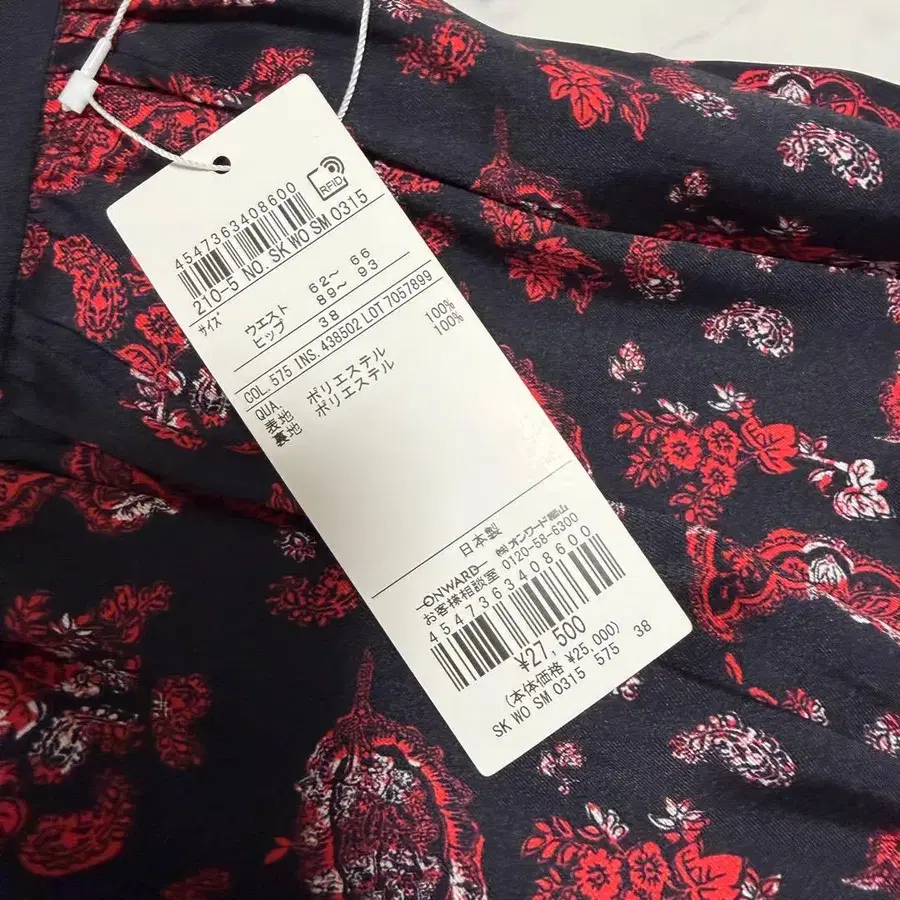 RFID
4547363408600
210-5 NO. SK WO SM 0315
サイズ
ウエスト 62~ 66
ヒップ 89~ 93
38
COL. 575 INS. 438502 LOT 7057899
QUA.
表地 ポリエステル 100%
裏地 ポリエステル 100%
日本製
ONWARD ㈱オンワード樫山
お客様相談室 0120-58-6300
4547363408600
¥27,500
(本体価格 ¥25,000)
SK WO SM 0315 575 38